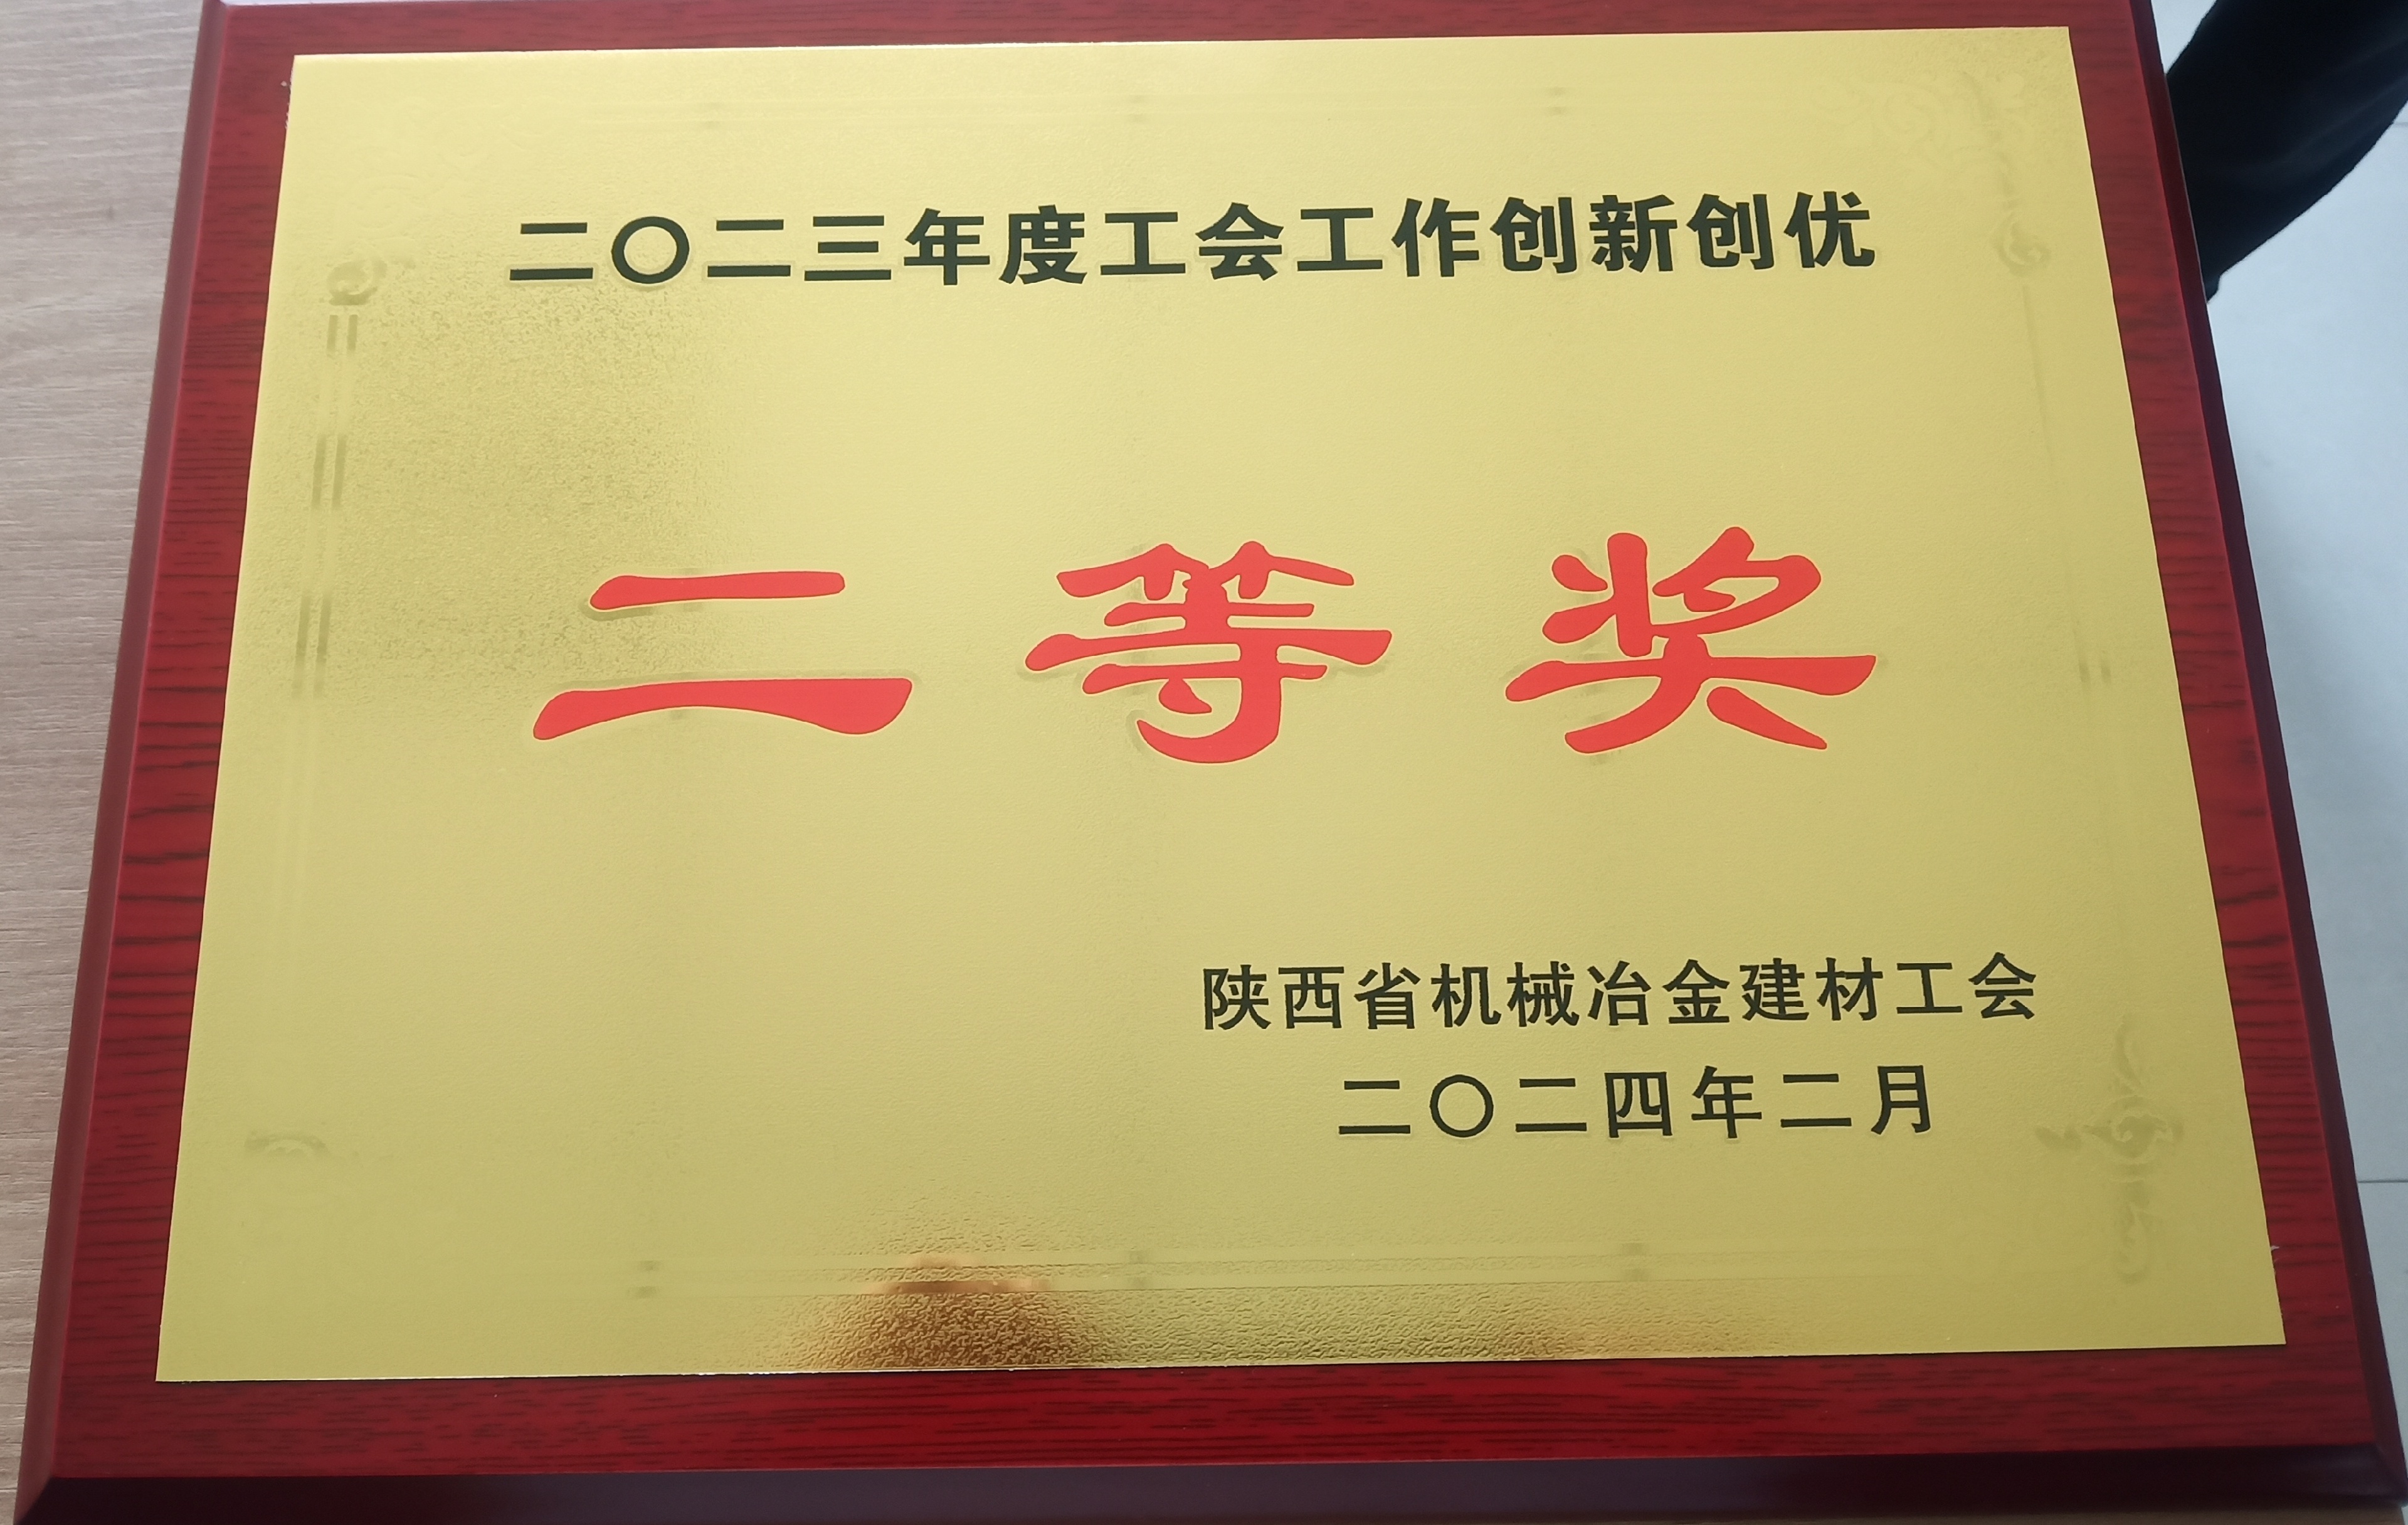 二〇二三年度工会工作创新创优
二等奖
陕西省机械冶金建材工会
二〇二四年二月